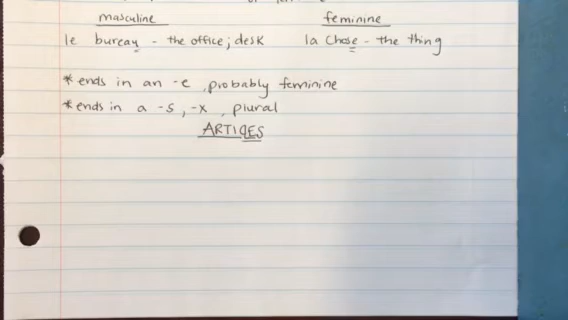 masculine feminine
le bureau - the office; desk la Chose - the thing
* ends in an -e, probably feminine
* ends in a -s, -x, plural